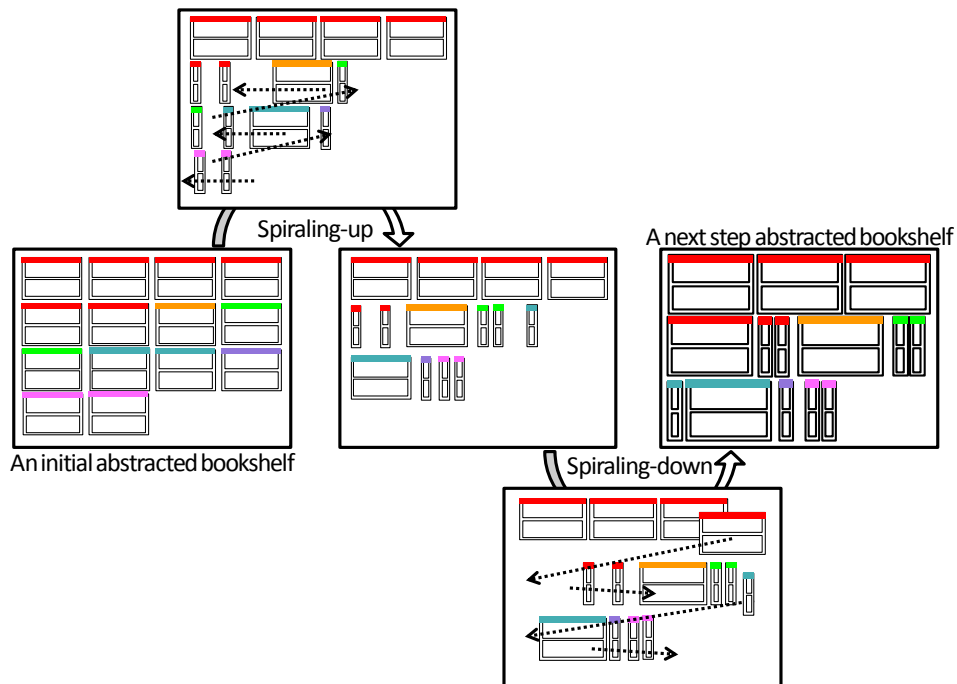 Spiraling-up
A next step abstracted bookshelf
An initial abstracted bookshelf
Spiraling-down